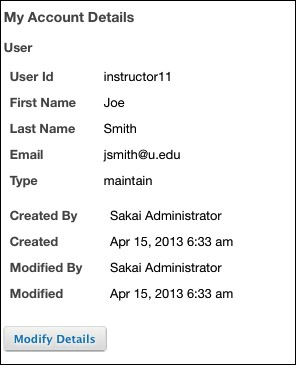 My Account Details
User
User Id instructor11
First Name Joe
Last Name Smith
Email jsmith@u.edu
Type maintain
Created By Sakai Administrator
Created Apr 15, 2013 6:33 am
Modified By Sakai Administrator
Modified Apr 15, 2013 6:33 am
Modify Details